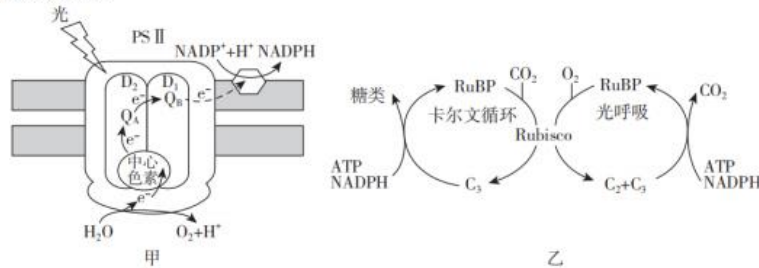 光
PSⅡ
NADP⁺+H⁺ NADPH
D₂ D₁
e⁻ Q_B e⁻
Q_A
e⁻
中心
色素
e⁻
H₂O O₂+H⁺
甲
RuBP CO₂ O₂ RuBP CO₂
糖类 卡尔文循环 光呼吸
Rubisco
ATP ATP
NADPH C₃ C₂+C₃ NADPH
乙